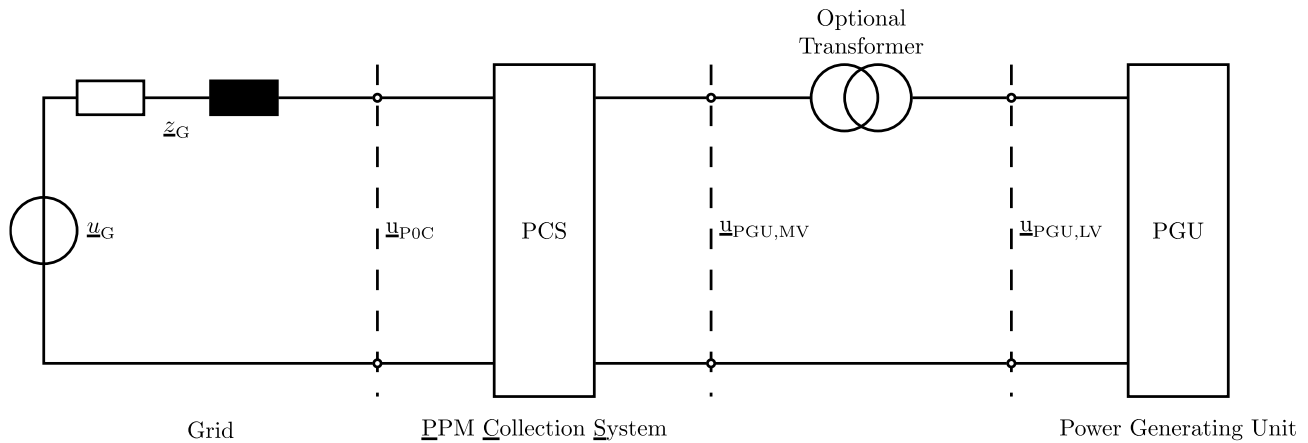 Optional
Transformer
z_G
u_G
u_P0C
PCS
u_PGU,MV
u_PGU,LV
PGU
Grid
PPM Collection System
Power Generating Unit